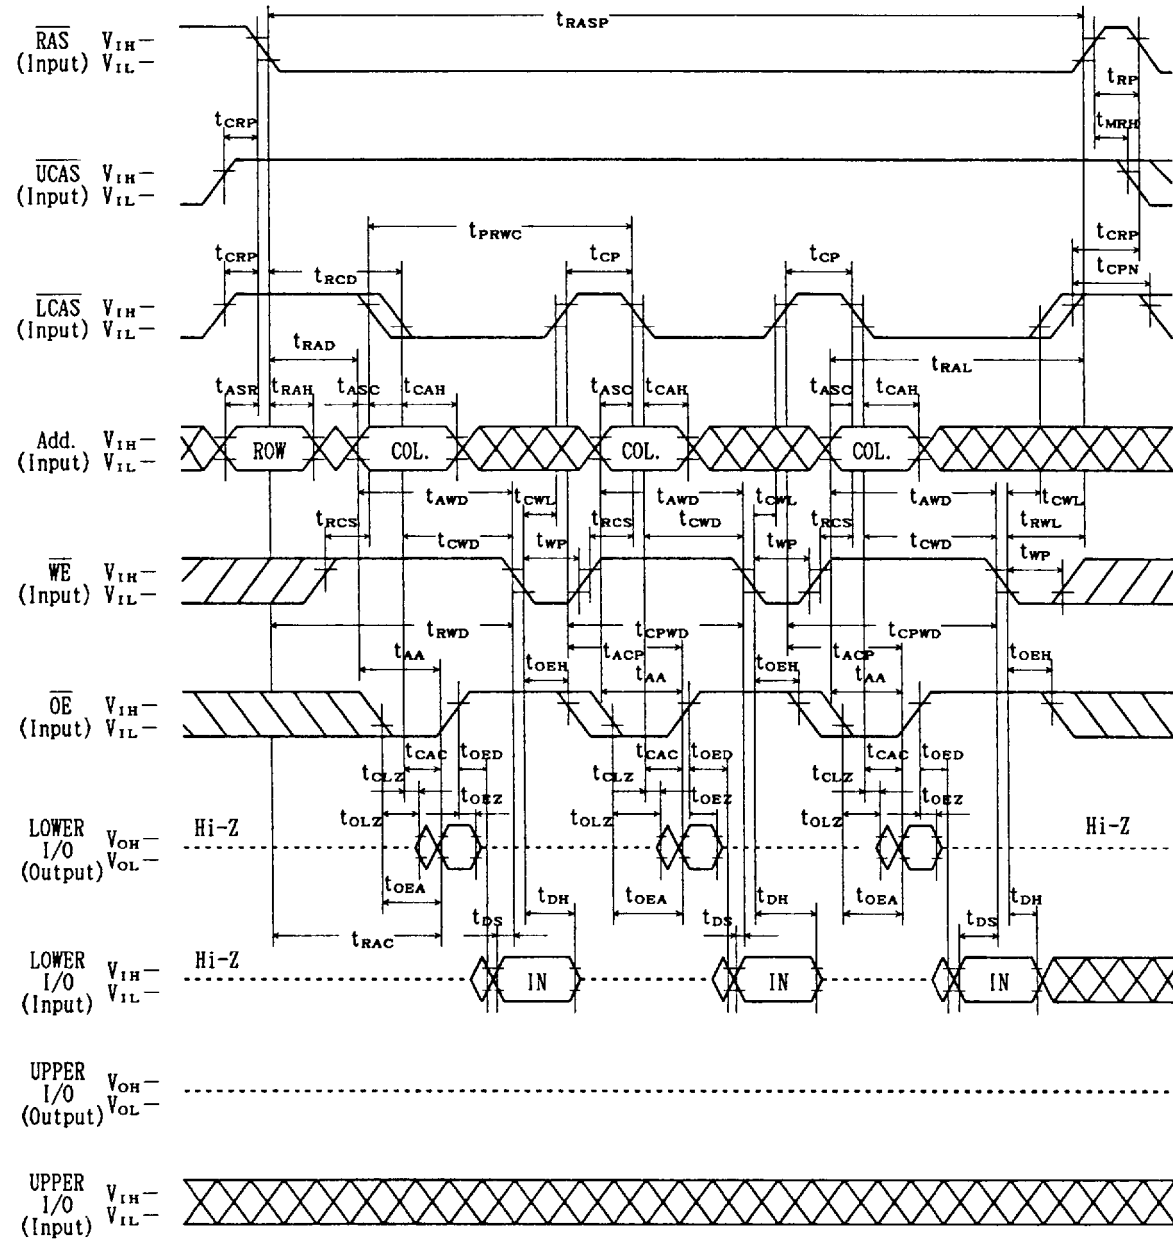 tRASP
RAS VIH
(Input) VIL
tRP
tCRP tMRH
UCAS VIH
(Input) VIL
tPRWC tCRP
tCRP tRCD tCP tCP tCPN
LCAS VIH
(Input) VIL
tRAD tRAL
tASR tRAH tASC tCAH tASC tCAH tASC tCAH
Add. VIH
(Input) VIL
ROW COL. COL. COL.
tAWD tCWL tAWD tCWL tAWD tCWL
tRCS tCWD tWP tRCS tCWD tWP tRCS tCWD tRWL tWP
WE VIH
(Input) VIL
tRWD tCPWD tCPWD
tAA tOEH tACP tAA tOEH tACP tAA tOEH
OE VIH
(Input) VIL
tCAC tOED tCAC tOED tCAC tOED
tCLZ tOEZ tCLZ tOEZ tCLZ tOEZ
tOLZ tOLZ tOLZ
LOWER
I/O VOH
(Output) VOL
Hi-Z Hi-Z
tOEA tOEA tOEA
tDS tDH tDS tDH tDS tDH
tRAC
LOWER
I/O VIH
(Input) VIL
Hi-Z IN IN IN
UPPER
I/O VOH
(Output) VOL
UPPER
I/O VIH
(Input) VIL